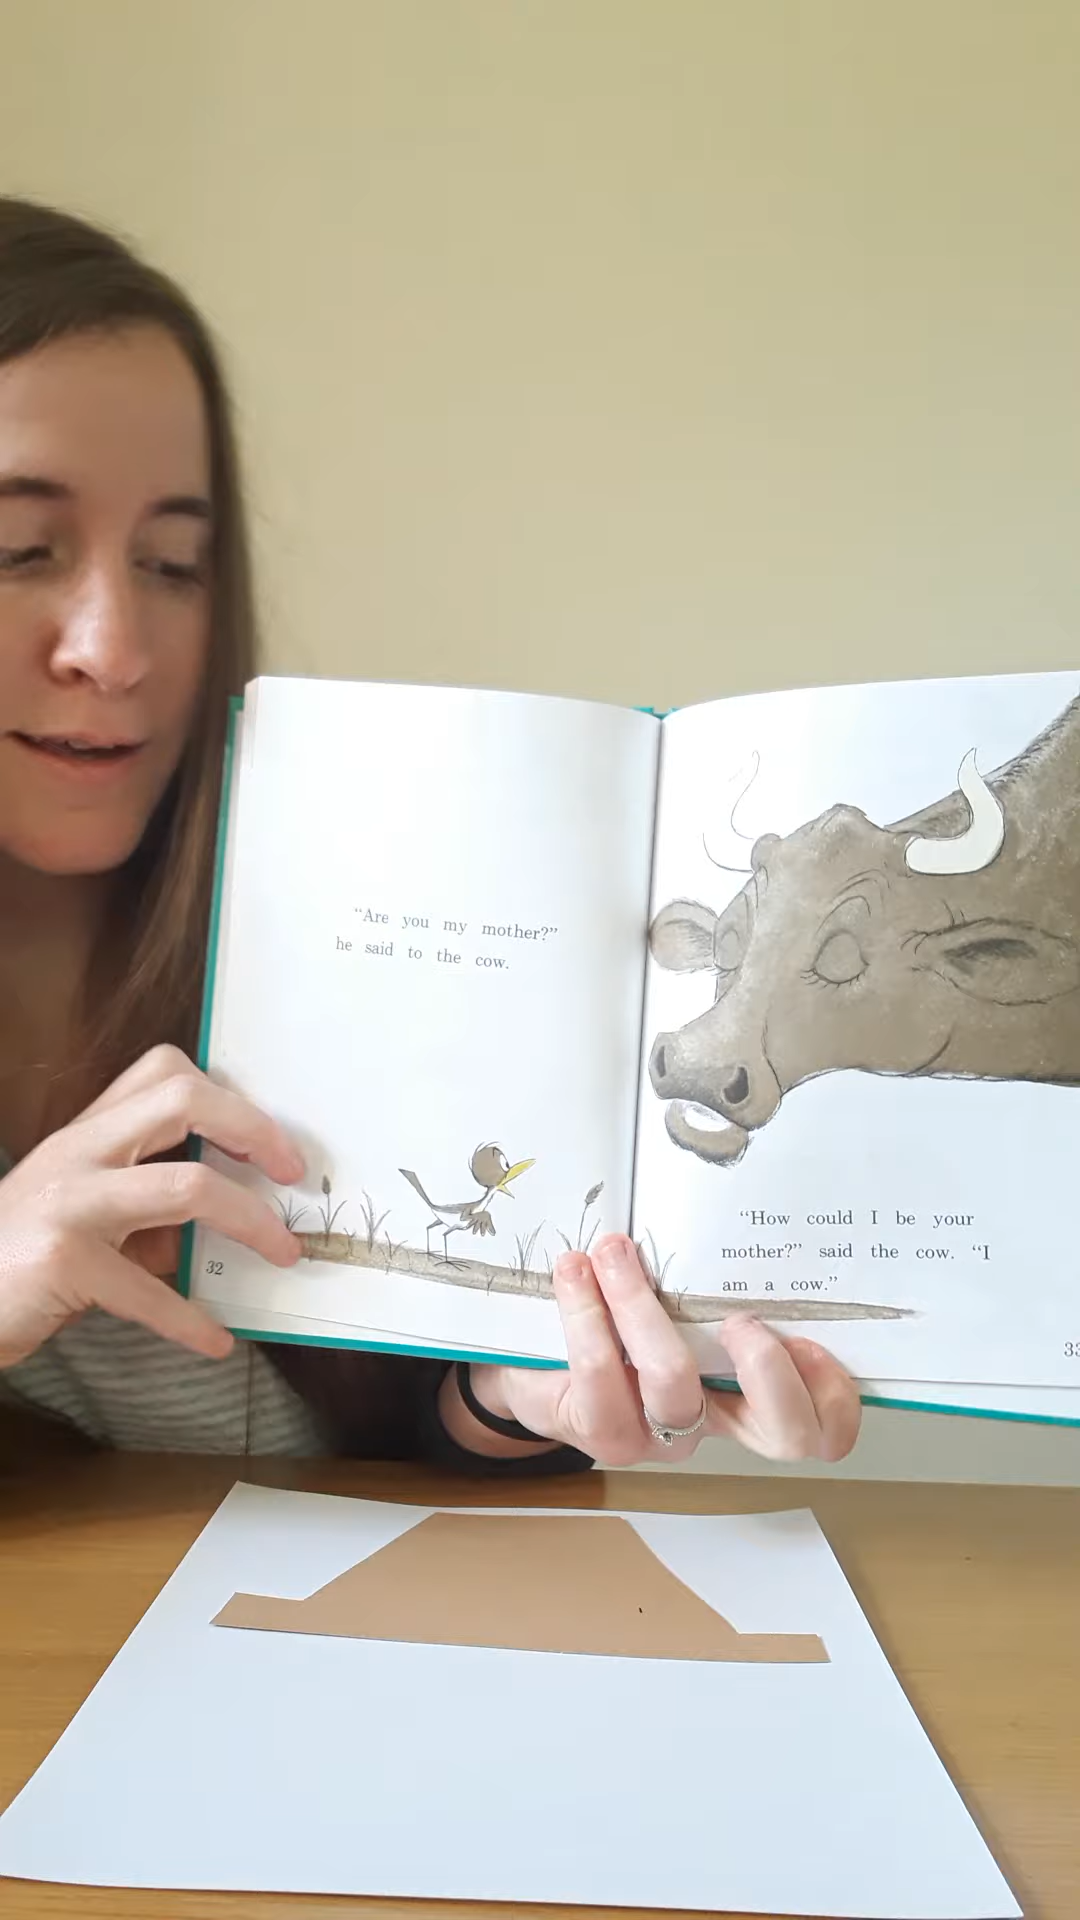 “Are you my mother?”
he said to the cow.
32
“How could I be your
mother?” said the cow. “I
am a cow.”
33